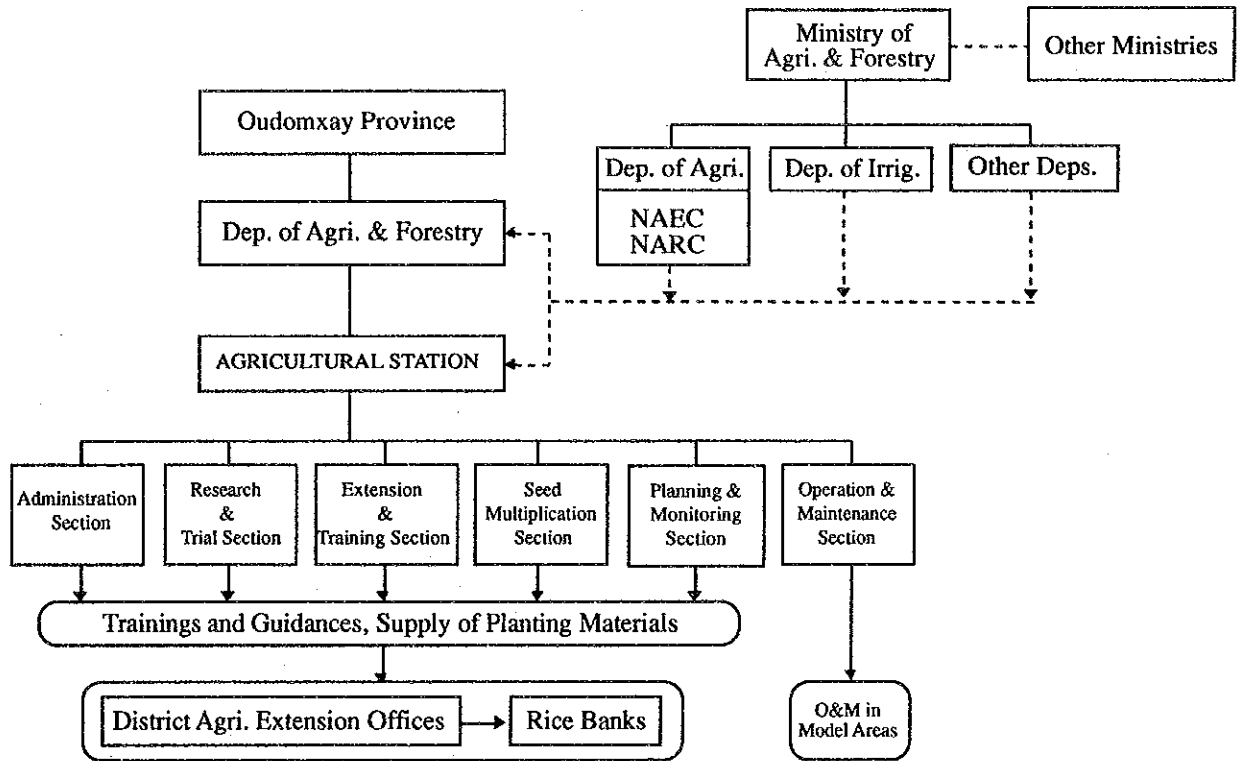 Ministry of
Agri. & Forestry
Other Ministries
Oudomxay Province
Dep. of Agri.
NAEC
NARC
Dep. of Irrig.
Other Deps.
Dep. of Agri. & Forestry
AGRICULTURAL STATION
Administration
Section
Research
&
Trial Section
Extension
&
Training Section
Seed
Multiplication
Section
Planning &
Monitoring
Section
Operation &
Maintenance
Section
Trainings and Guidances, Supply of Planting Materials
District Agri. Extension Offices
Rice Banks
O&M in
Model Areas